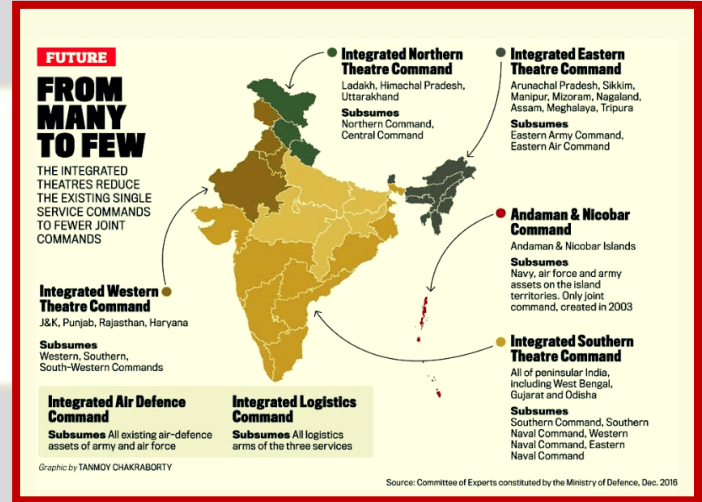 FUTURE
FROM
MANY
TO FEW
THE INTEGRATED
THEATRES REDUCE
THE EXISTING SINGLE
SERVICE COMMANDS
TO FEWER JOINT
COMMANDS
Integrated Northern
Theatre Command
Ladakh, Himachal Pradesh,
Uttarakhand
Subsumes
Northern Command,
Central Command
Integrated Eastern
Theatre Command
Arunachal Pradesh, Sikkim,
Manipur, Mizoram, Nagaland,
Assam, Meghalaya, Tripura
Subsumes
Eastern Army Command,
Eastern Air Command
Andaman & Nicobar
Command
Andaman & Nicobar Islands
Subsumes
Navy, air force and army
assets on the island
territories. Only joint
command, created in 2003
Integrated Western
Theatre Command
J&K, Punjab, Rajasthan, Haryana
Subsumes
Western, Southern,
South-Western Commands
Integrated Southern
Theatre Command
All of peninsular India,
including West Bengal,
Gujarat and Odisha
Subsumes
Southern Command, Southern
Naval Command, Western
Naval Command, Eastern
Naval Command
Integrated Air Defence
Command
Subsumes All existing air-defence
assets of army and air force
Integrated Logistics
Command
Subsumes All logistics
arms of the three services
Graphic by TANMOY CHAKRABORTY
Source: Committee of Experts constituted by the Ministry of Defence, Dec. 2016